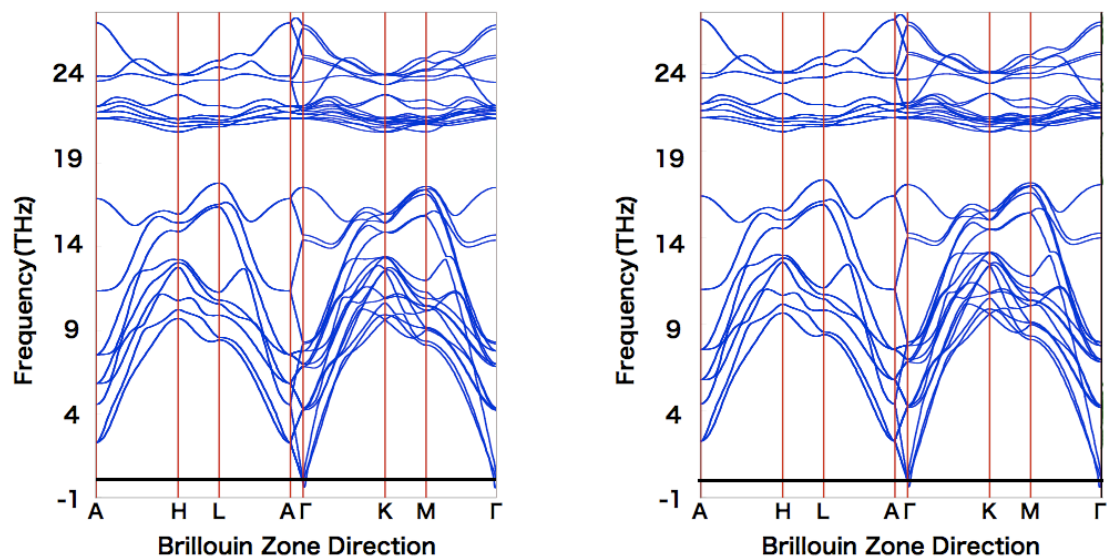 24
19
14
9
4
-1
Frequency (THz)
A H L A Γ K M Γ
Brillouin Zone Direction
24
19
14
9
4
-1
Frequency (THz)
A H L A Γ K M Γ
Brillouin Zone Direction